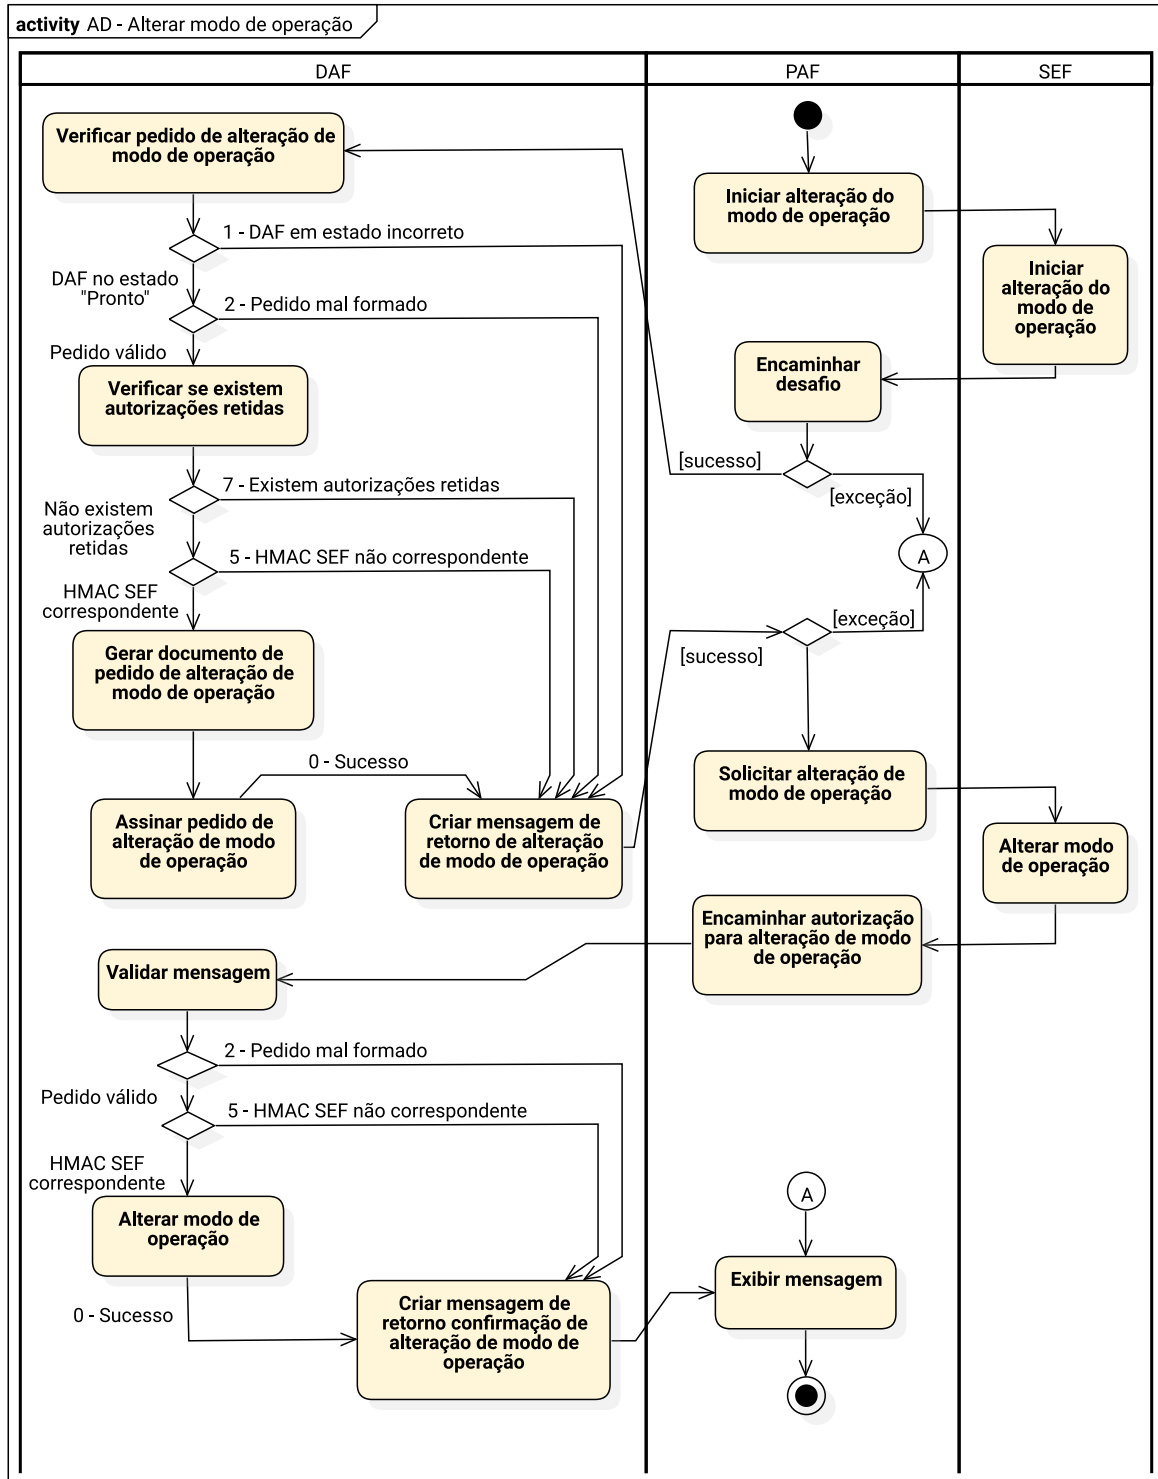 activity AD - Alterar modo de operação
DAF
PAF
SEF
Verificar pedido de alteração de
modo de operação
1 - DAF em estado incorreto
DAF no estado
"Pronto"
2 - Pedido mal formado
Pedido válido
Verificar se existem
autorizações retidas
7 - Existem autorizações retidas
Não existem
autorizações
retidas
5 - HMAC SEF não correspondente
HMAC SEF
correspondente
Gerar documento de
pedido de alteração de
modo de operação
0 - Sucesso
Assinar pedido de
alteração de modo
de operação
Criar mensagem de
retorno de alteração
de modo de operação
Iniciar alteração do
modo de operação
Iniciar
alteração do
modo de
operação
Encaminhar
desafio
[sucesso]
[exceção]
A
[exceção]
[sucesso]
Solicitar alteração de
modo de operação
Alterar modo
de operação
Encaminhar autorização
para alteração de modo
de operação
Validar mensagem
2 - Pedido mal formado
Pedido válido
5 - HMAC SEF não correspondente
HMAC SEF
correspondente
Alterar modo de
operação
0 - Sucesso
Criar mensagem de
retorno confirmação de
alteração de modo de
operação
A
Exibir mensagem